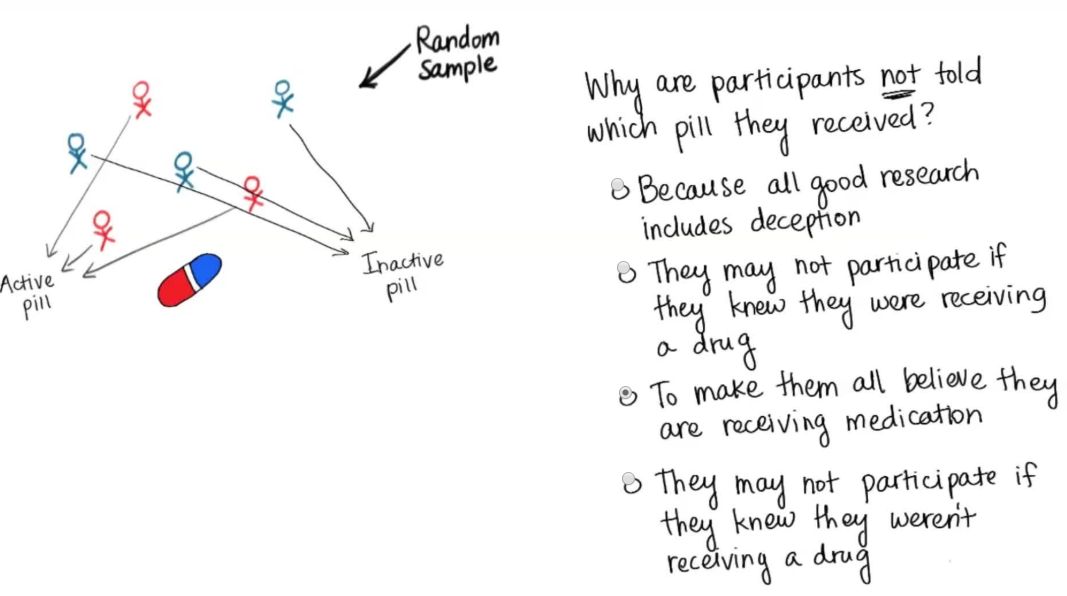 Random
Sample
Active
pill
Inactive
pill
Why are participants not told
which pill they received?
Because all good research
includes deception
They may not participate if
they knew they were receiving
a drug
To make them all believe they
are receiving medication
They may not participate if
they knew they weren't
receiving a drug